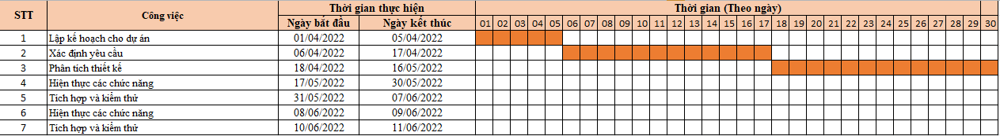 STT Công việc Thời gian thực hiện Thời gian (Theo ngày)
Ngày bắt đầu Ngày kết thúc 01 02 03 04 05 06 07 08 09 10 11 12 13 14 15 16 17 18 19 20 21 22 23 24 25 26 27 28 29 30
1 Lập kế hoạch cho dự án 01/04/2022 05/04/2022
2 Xác định yêu cầu 06/04/2022 17/04/2022
3 Phân tích thiết kế 18/04/2022 16/05/2022
4 Hiện thực các chức năng 17/05/2022 30/05/2022
5 Tích hợp và kiểm thử 31/05/2022 07/06/2022
6 Hiện thực các chức năng 08/06/2022 09/06/2022
7 Tích hợp và kiểm thử 10/06/2022 11/06/2022